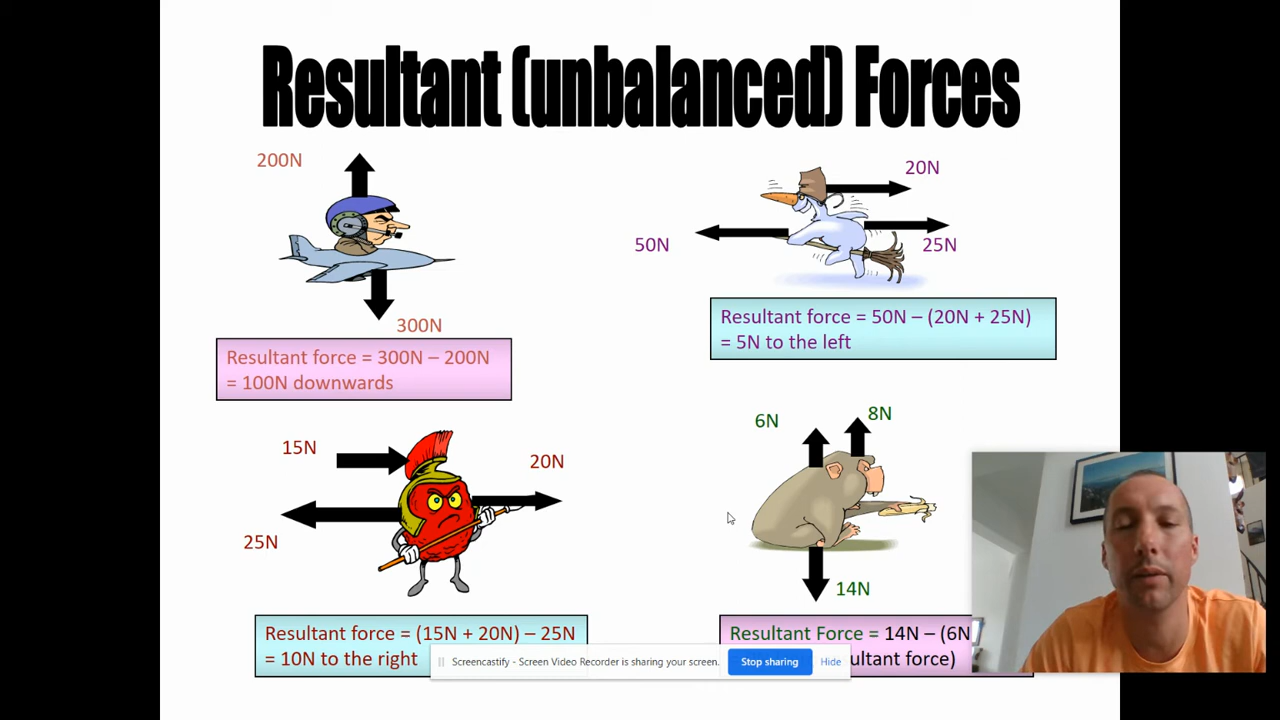 Resultant (unbalanced) Forces
200N
300N
Resultant force = 300N – 200N
= 100N downwards
20N
50N
25N
Resultant force = 50N – (20N + 25N)
= 5N to the left
15N
20N
25N
Resultant force = (15N + 20N) – 25N
= 10N to the right
6N
8N
14N
Resultant Force = 14N – (6N
ultant force)
Screencastify - Screen Video Recorder is sharing your screen.
Stop sharing
Hide